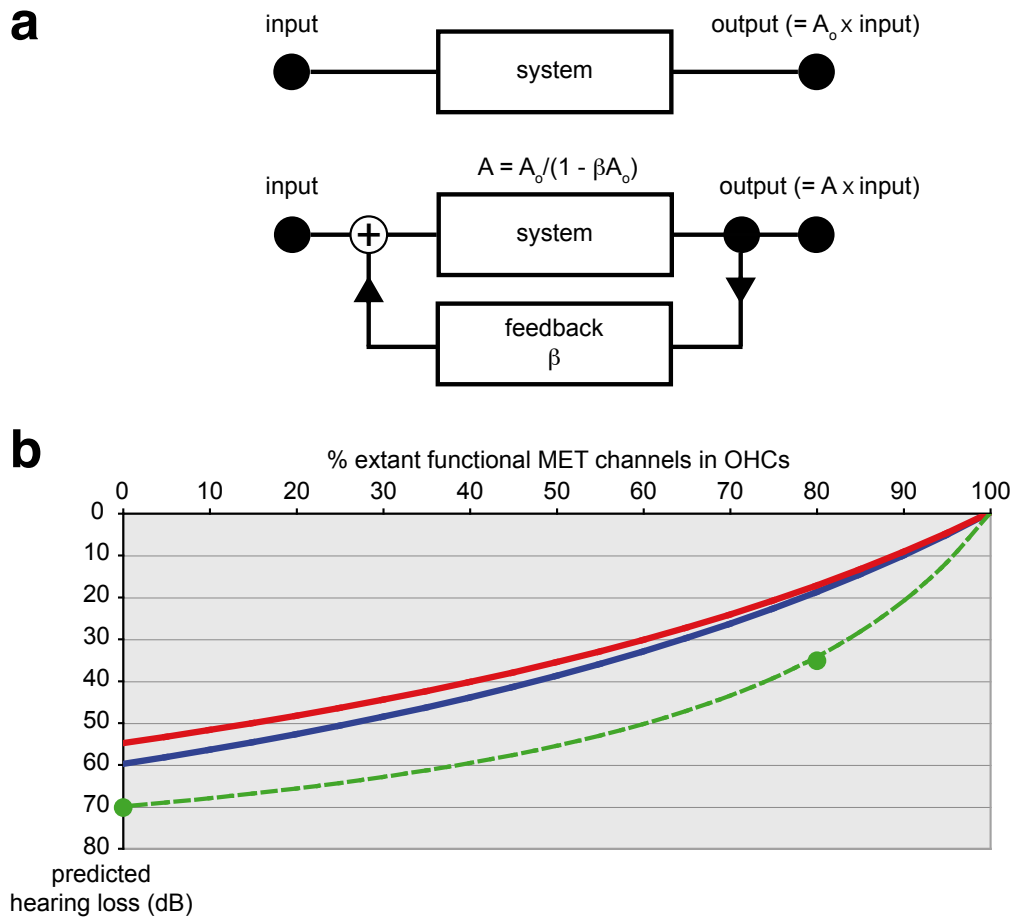 a
input
output (= Ao x input)
system
A = Ao/(1 - βAo)
input
output (= A x input)
system
feedback
β
b
% extant functional MET channels in OHCs
0 10 20 30 40 50 60 70 80 90 100
0
10
20
30
40
50
60
70
80
predicted
hearing loss (dB)